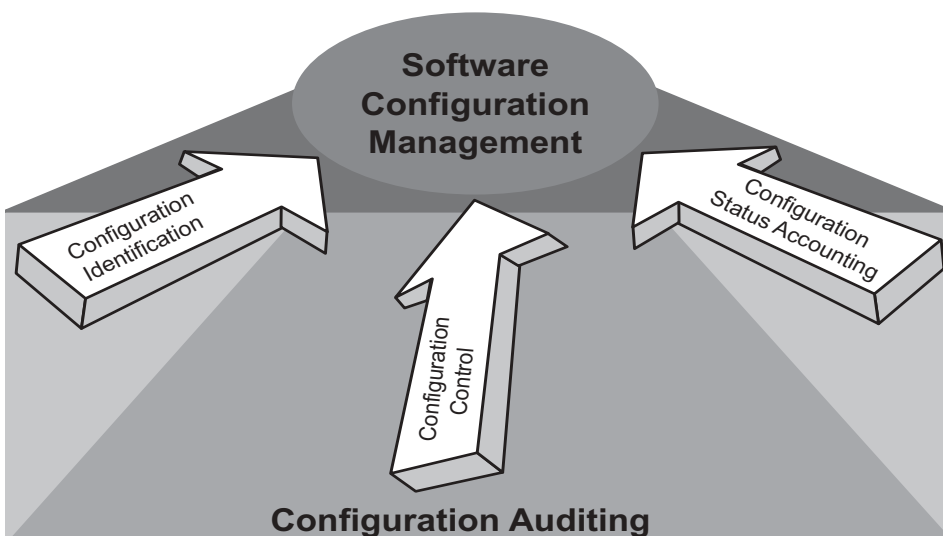 Software
Configuration
Management
Configuration
Identification
Configuration
Control
Configuration
Status Accounting
Configuration Auditing